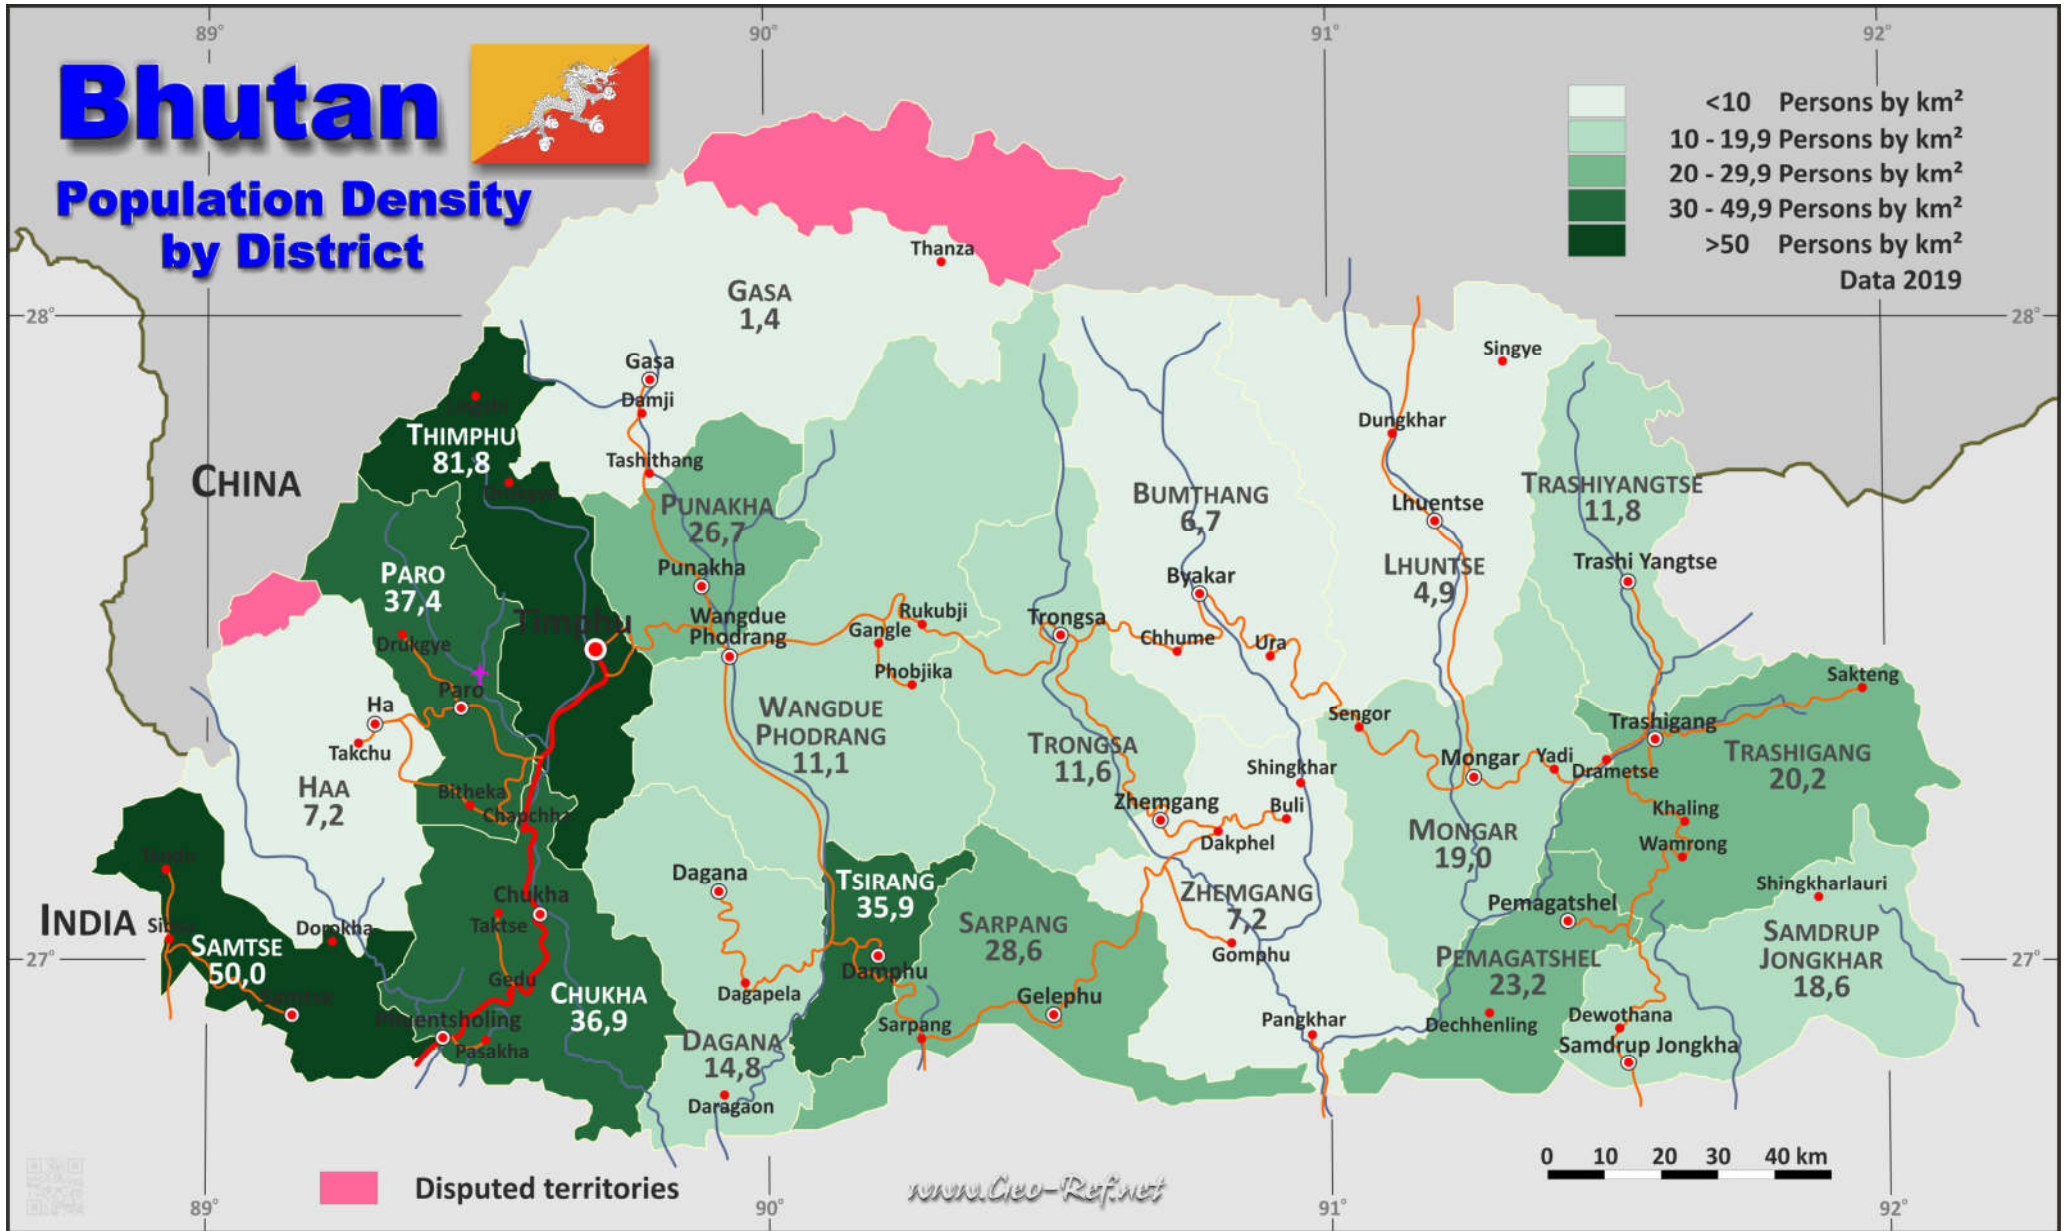 89°
90°
91°
92°
Bhutan
Population Density
by District
<10 Persons by km²
10 - 19,9 Persons by km²
20 - 29,9 Persons by km²
30 - 49,9 Persons by km²
>50 Persons by km²
Data 2019
28°
28°
Thanza
GASA
1,4
Gasa
Damji
Singye
THIMPHU
81,8
CHINA
Tashithang
PUNAKHA
26,7
Punakha
BUMTHANG
6,7
Byakar
Dungkhar
Lhuentse
LHUNTSE
4,9
TRASHIYANGTSE
11,8
Trashi Yangtse
PARO
37,4
Drukgye
Paro
Timphu
Wangdue
Phodrang
Gangle
Rukubji
Phobjika
Trongsa
Chhume
Ura
Sengor
Sakteng
Ha
Takchu
HAA
7,2
Bitheka
Chapchha
WANGDUE
PHODRANG
11,1
TRONGSA
11,6
Shingkhar
Zhemgang
Buli
Dakphel
Mongar
Yadi
Drametse
Trashigang
TRASHIGANG
20,2
Khaling
Wamrong
MONGAR
19,0
INDIA
SAMTSE
50,0
Dorokha
Chukha
Taktse
Gedu
CHUKHA
36,9
Pasakha
Dagana
Dagapela
DAGANA
14,8
Daragaon
TSIRANG
35,9
Damphu
SARPANG
28,6
Sarpang
Gelephu
ZHEMGANG
7,2
Gomphu
Pangkhar
Pemagatshel
PEMAGATSHEL
23,2
Dechhenling
Shingkharlauri
SAMDRUP
JONGKHAR
18,6
Dewothana
Samdrup Jongkha
27°
27°
Disputed territories
www.Geo-Ref.net
0 10 20 30 40 km
89°
90°
91°
92°